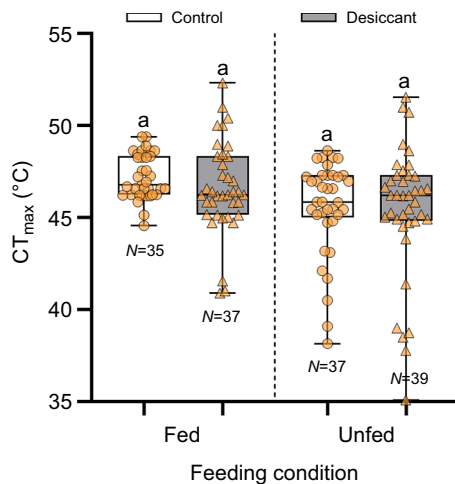 Control Desiccant
55
50
45
40
35
CTmax (°C)
a a a a
N=35
N=37
N=37
N=39
Fed Unfed
Feeding condition